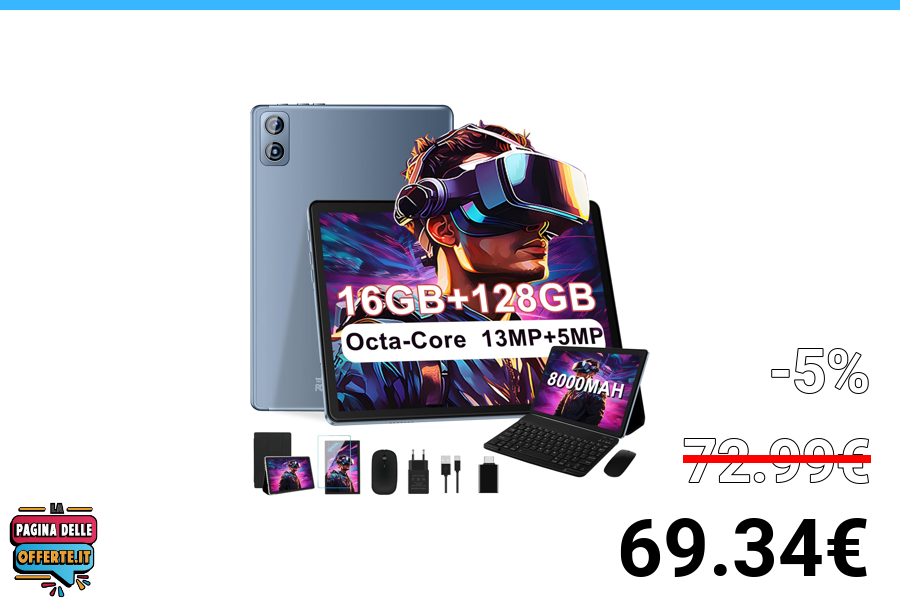 16GB+128GB
Octa-Core 13MP+5MP
8000MAH
-5%
72.99€
69.34€
LA
PAGINA DELLE
OFFERTE.IT